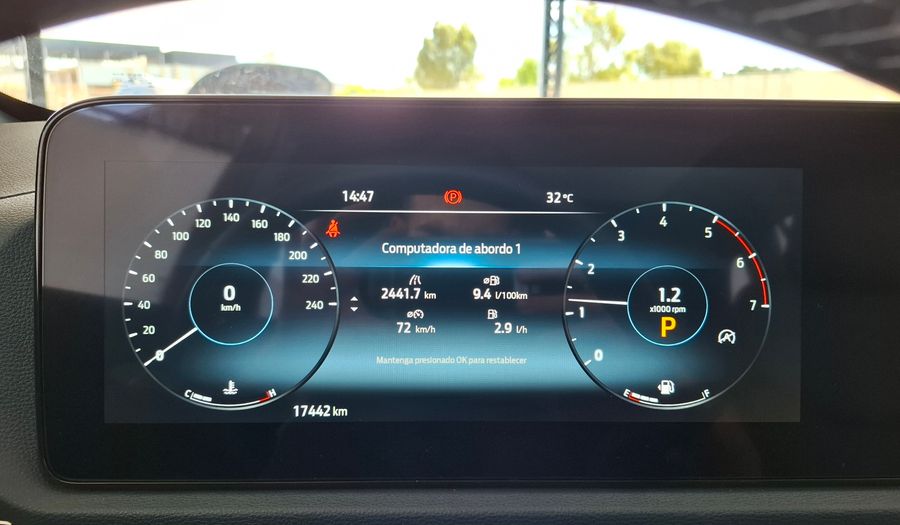 14:47 32°C
Computadora de abordo 1
2441.7 km 9.4 l/100km
72 km/h 2.9 l/h
Mantenga presionado OK para restablecer
0 20 40 60 80 100 120 140 160 180 200 220 240
0
km/h
C H
17442 km
0 1 2 3 4 5 6 7
1.2
x1000 rpm
P
E F